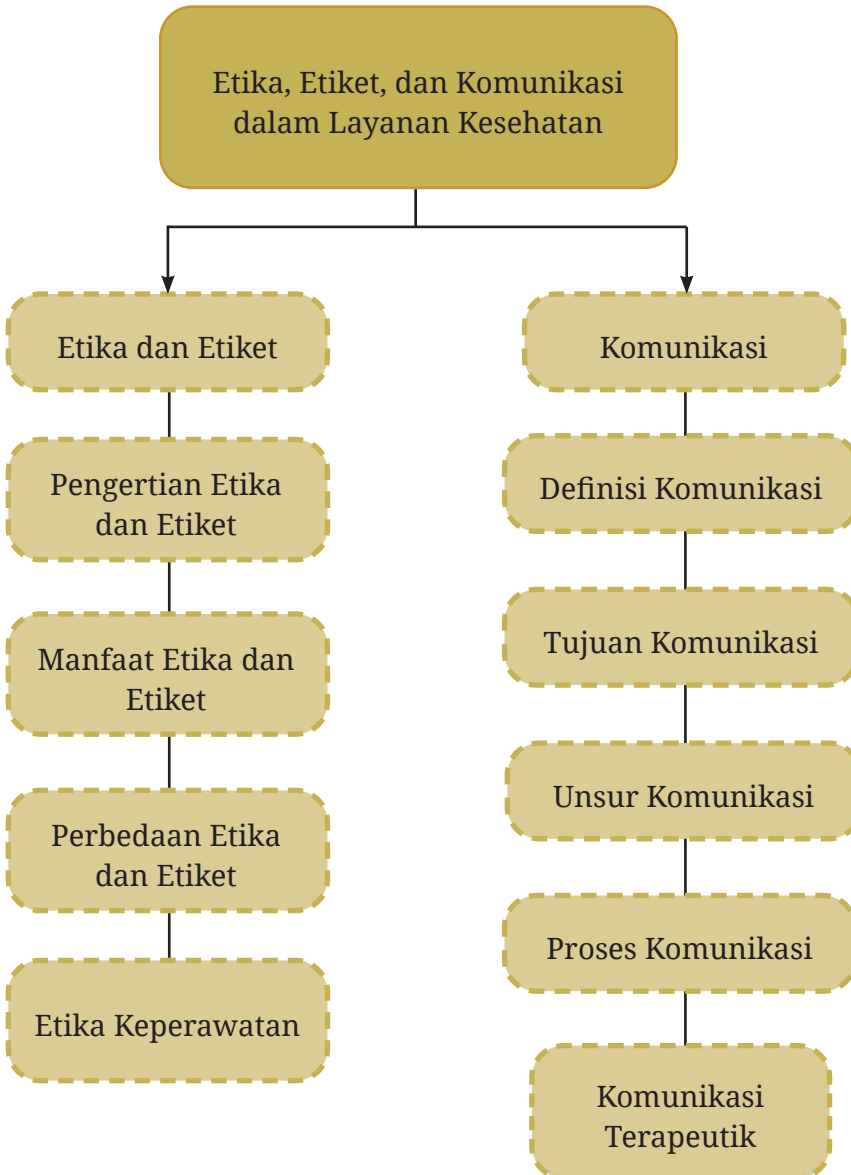 Etika, Etiket, dan Komunikasi
dalam Layanan Kesehatan
Etika dan Etiket
Pengertian Etika
dan Etiket
Manfaat Etika dan
Etiket
Perbedaan Etika
dan Etiket
Etika Keperawatan
Komunikasi
Definisi Komunikasi
Tujuan Komunikasi
Unsur Komunikasi
Proses Komunikasi
Komunikasi
Terapeutik